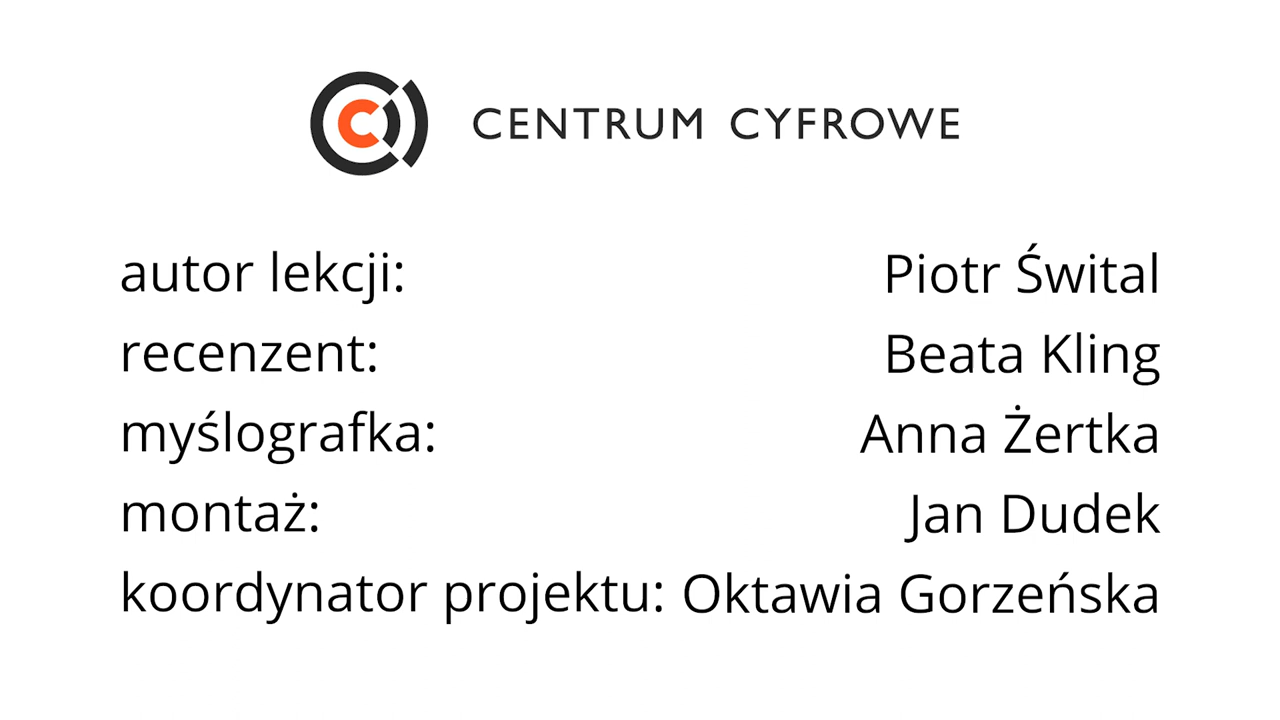 CENTRUM CYFROWE
autor lekcji: Piotr Śwital
recenzent: Beata Kling
myślografka: Anna Żertka
montaż: Jan Dudek
koordynator projektu: Oktawia Gorzeńska